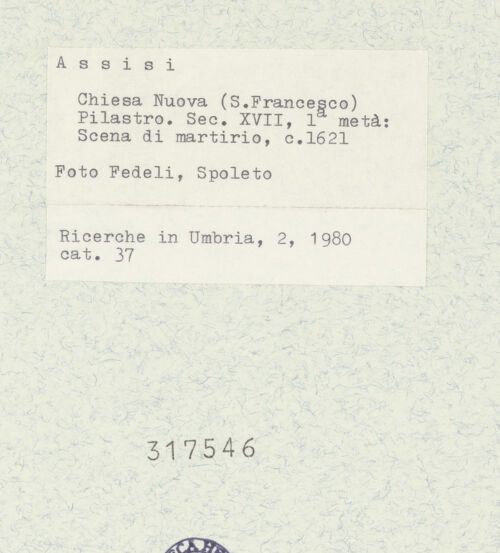 A s s i s i
Chiesa Nuova (S.Francesco)
Pilastro. Sec. XVII, 1ª metà:
Scena di martirio, c.1621
Foto Fedeli, Spoleto
Ricerche in Umbria, 2, 1980
cat. 37
317546